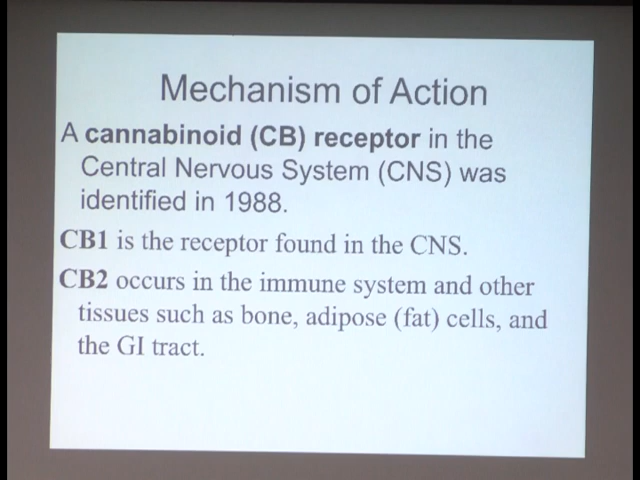 Mechanism of Action
A cannabinoid (CB) receptor in the
Central Nervous System (CNS) was
identified in 1988.
CB1 is the receptor found in the CNS.
CB2 occurs in the immune system and other
tissues such as bone, adipose (fat) cells, and
the GI tract.